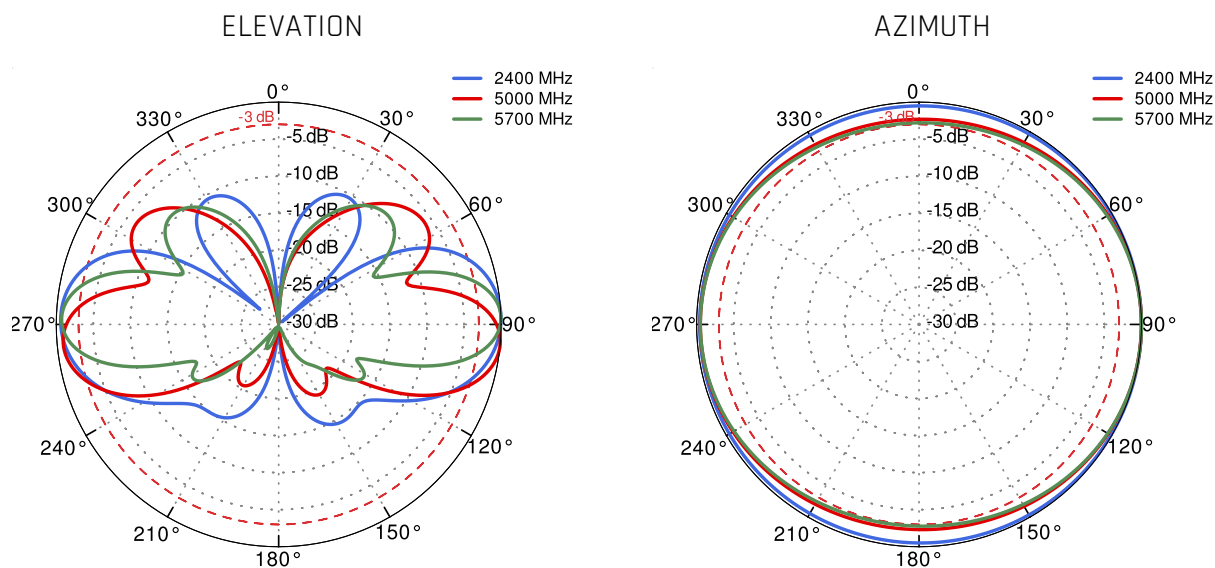 ELEVATION
2400 MHz
5000 MHz
5700 MHz
0°
330°
30°
-3 dB
-5 dB
-10 dB
300°
-15 dB
60°
-20 dB
-25 dB
270°
-30 dB
90°
240°
120°
210°
150°
180°
AZIMUTH
2400 MHz
5000 MHz
5700 MHz
0°
330°
30°
-3 dB
-5 dB
-10 dB
300°
-15 dB
60°
-20 dB
-25 dB
270°
-30 dB
90°
240°
120°
210°
150°
180°